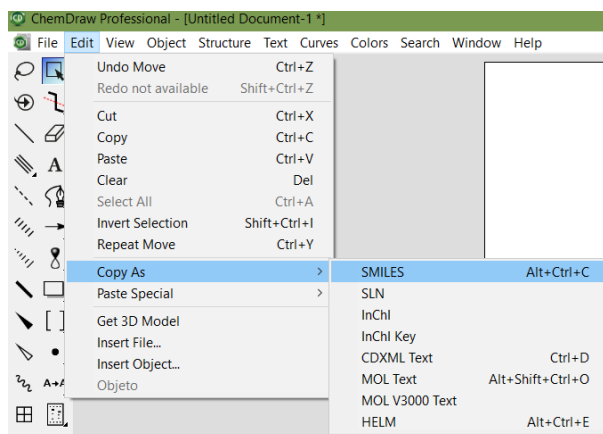 ChemDraw Professional - [Untitled Document-1 *]
File Edit View Object Structure Text Curves Colors Search Window Help
Undo Move Ctrl+Z
Redo not available Shift+Ctrl+Z
Cut Ctrl+X
Copy Ctrl+C
Paste Ctrl+V
Clear Del
Select All Ctrl+A
Invert Selection Shift+Ctrl+I
Repeat Move Ctrl+Y
Copy As >
Paste Special >
Get 3D Model
Insert File...
Insert Object...
Objeto
SMILES Alt+Ctrl+C
SLN
InChI
InChI Key
CDXML Text Ctrl+D
MOL Text Alt+Shift+Ctrl+O
MOL V3000 Text
HELM Alt+Ctrl+E
A